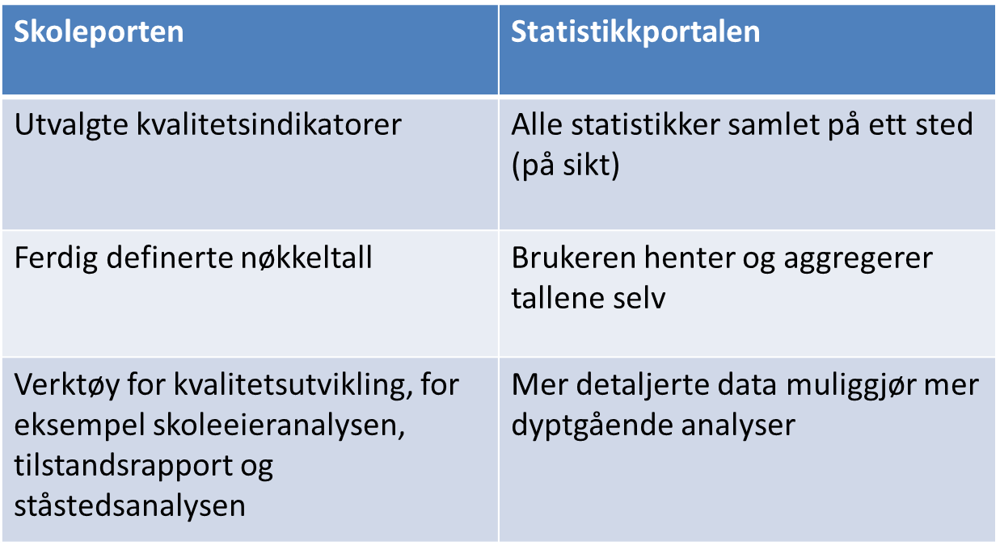 Skoleporten
Statistikkportalen
Utvalgte kvalitetsindikatorer
Alle statistikker samlet på ett sted
(på sikt)
Ferdig definerte nøkkeltall
Brukeren henter og aggregerer
tallene selv
Verktøy for kvalitetsutvikling, for
eksempel skoleeieranalysen,
tilstandsrapport og
ståstedsanalysen
Mer detaljerte data muliggjør mer
dyptgående analyser